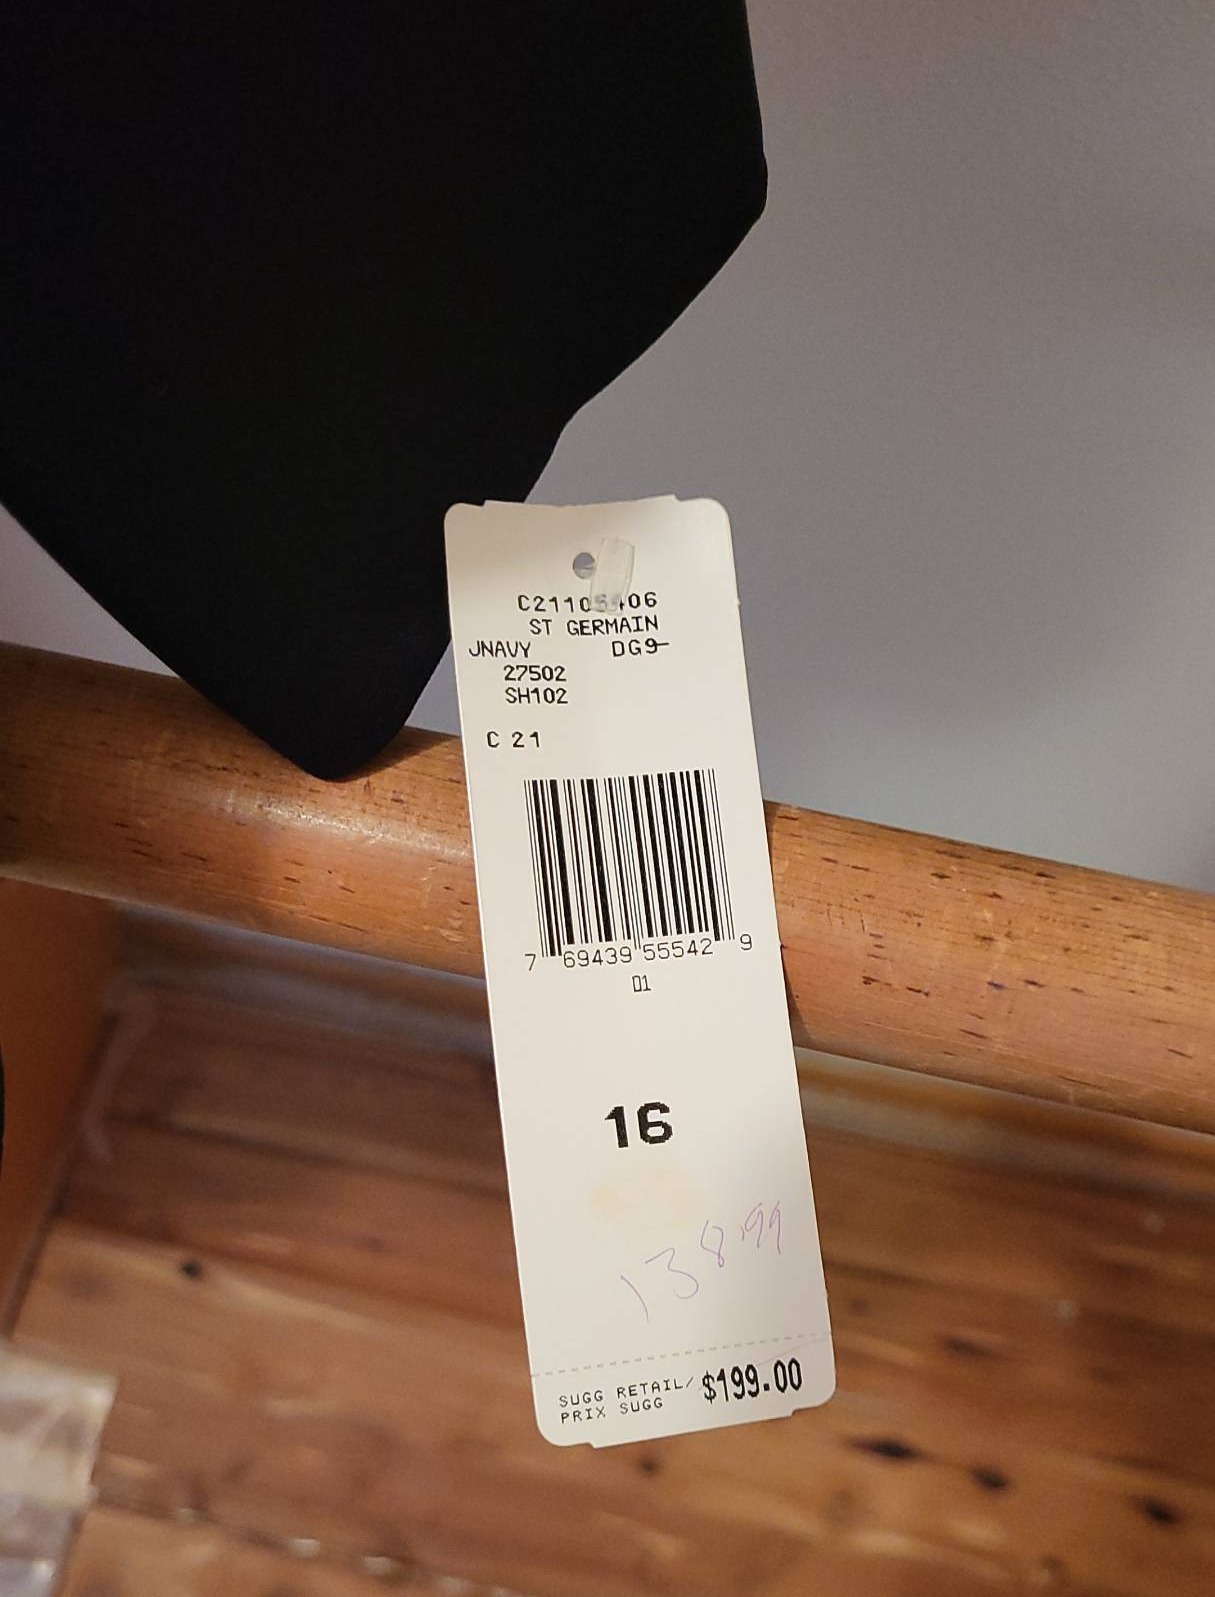 ST GERMAIN
JNAVY DG9
27502
SH102
C 21
7 69439 55542 9
01
16
138.99
SUGG RETAIL/ $199.00
PRIX SUGG